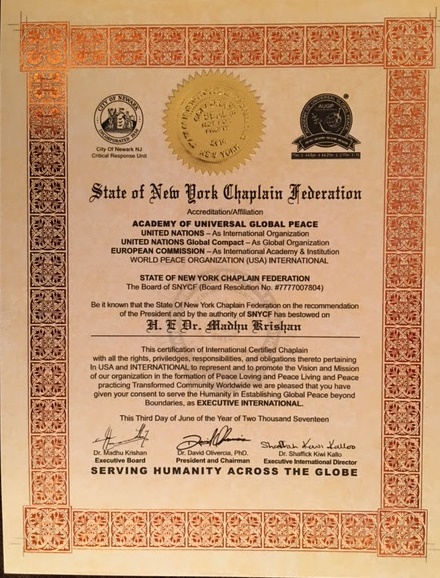 City Of Newark NJ
Critical Response Unit
State of New York Chaplain Federation
Accreditation/Affiliation
ACADEMY OF UNIVERSAL GLOBAL PEACE
UNITED NATIONS – As International Organization
UNITED NATIONS Global Compact – As Global Organization
EUROPEAN COMMISSION – As International Academy & Institution
WORLD PEACE ORGANIZATION (USA) INTERNATIONAL
STATE OF NEW YORK CHAPLAIN FEDERATION
The Board of SNYCF (Board Resolution No. #7777007804)
Be it known that the State Of New York Chaplain Federation on the recommendation
of the President and by the authority of SNYCF has bestowed on
H. E Dr. Madhu Krishan
This certification of International Certified Chaplain
with all the rights, priviledges, responsibilities, and obligations thereto pertaining
In USA and INTERNATIONAL to represent and to promote the Vision and Mission
of our organization in the formation of Peace Loving and Peace Living and Peace
practicing Transformed Community Worldwide we are pleased that you have
given your consent to serve the Humanity in Establishing Global Peace beyond
Boundaries, as EXECUTIVE INTERNATIONAL.
This Third Day of June of the Year of Two Thousand Seventeen
Shaffick Kiwi Kalloo
Dr. Madhu Krishan
Executive Board
Dr. David Olivercia, PhD.
President and Chairman
Dr. Shaffick Kiwi Kallo
Executive International Director
SERVING HUMANITY ACROSS THE GLOBE